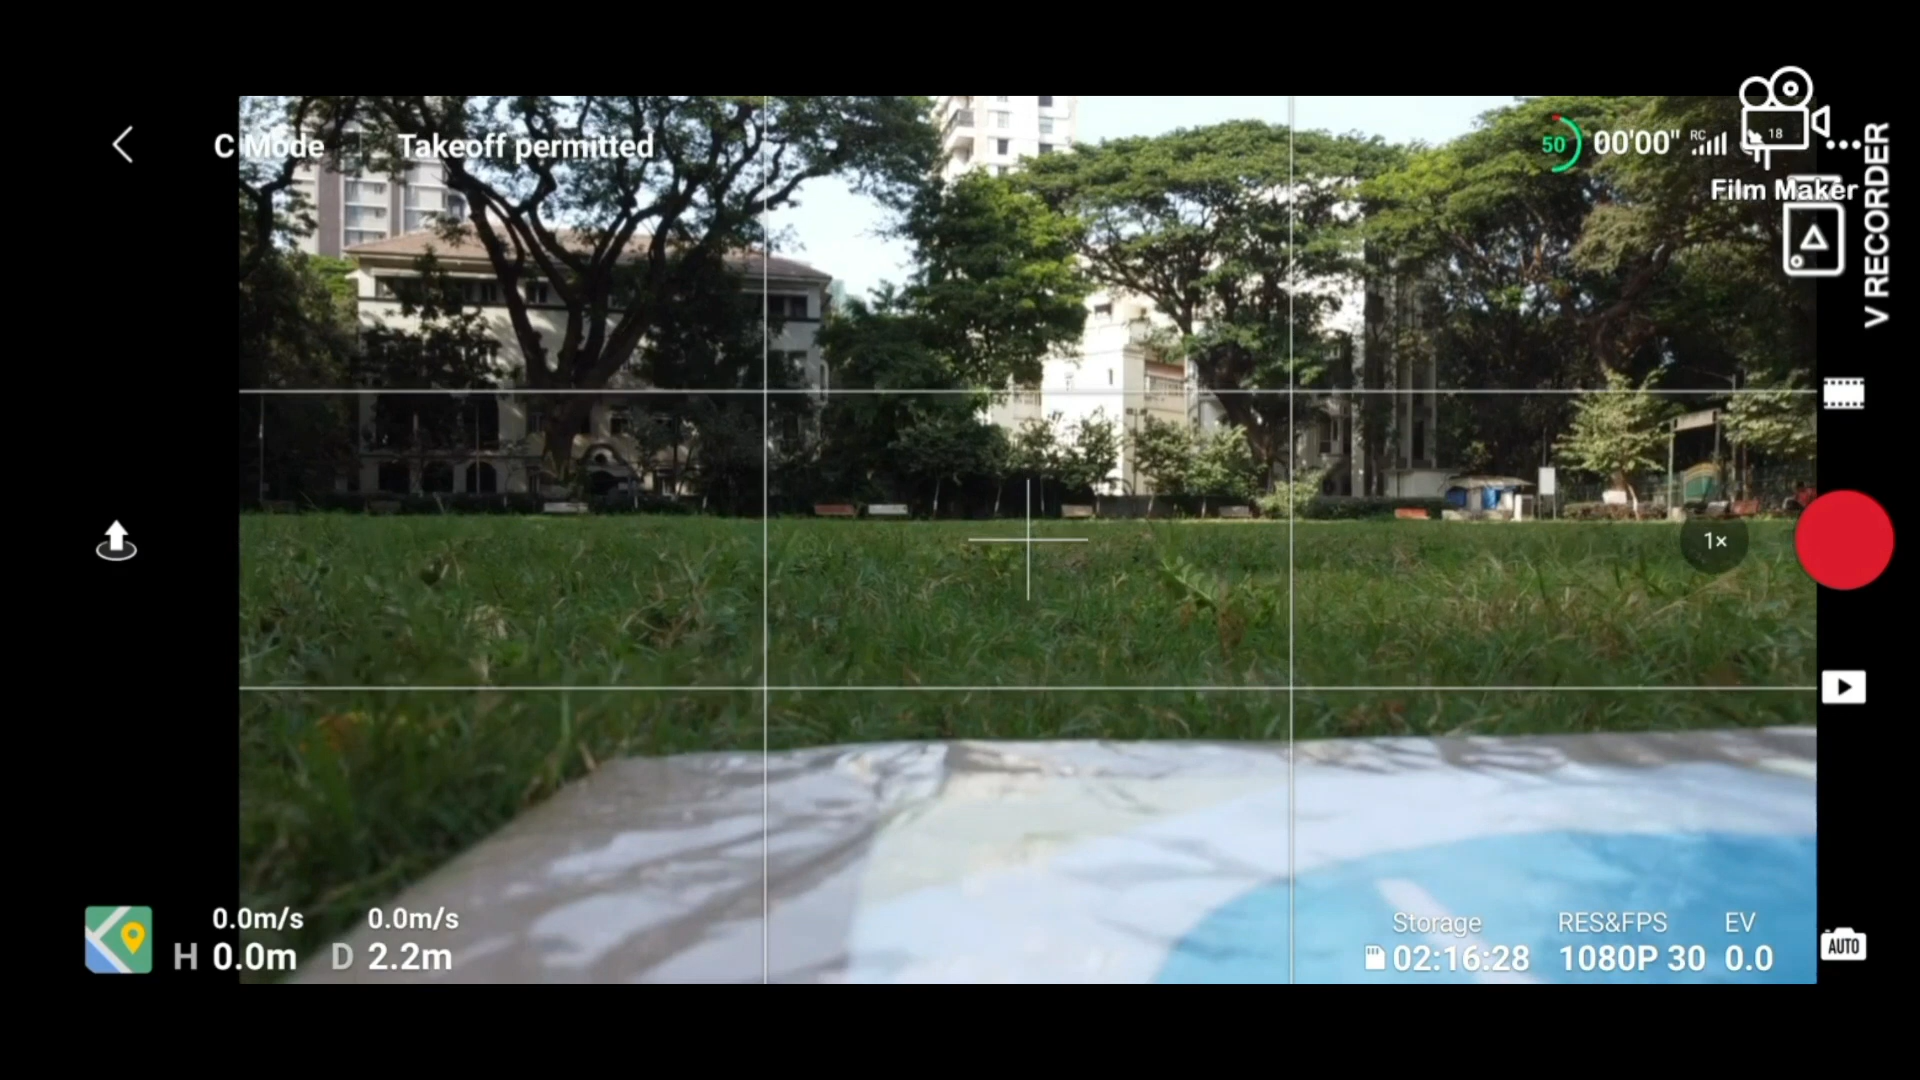 C Mode
Takeoff permitted
50
00'00"
RC
18
Film Maker
V RECORDER
1×
0.0m/s
0.0m/s
H 0.0m
D 2.2m
Storage
RES&FPS
EV
02:16:28
1080P 30
0.0
AUTO